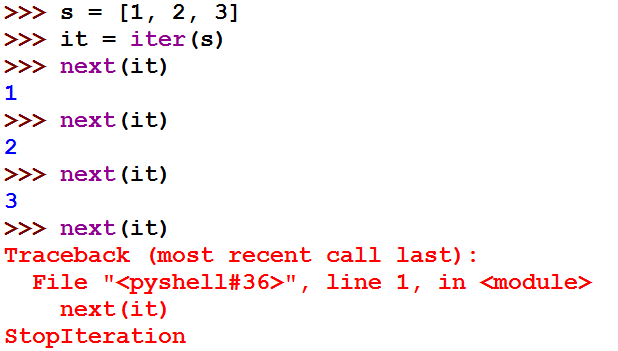 >>> s = [1, 2, 3]
>>> it = iter(s)
>>> next(it)
1
>>> next(it)
2
>>> next(it)
3
>>> next(it)
Traceback (most recent call last):
  File "<pyshell#36>", line 1, in <module>
    next(it)
StopIteration